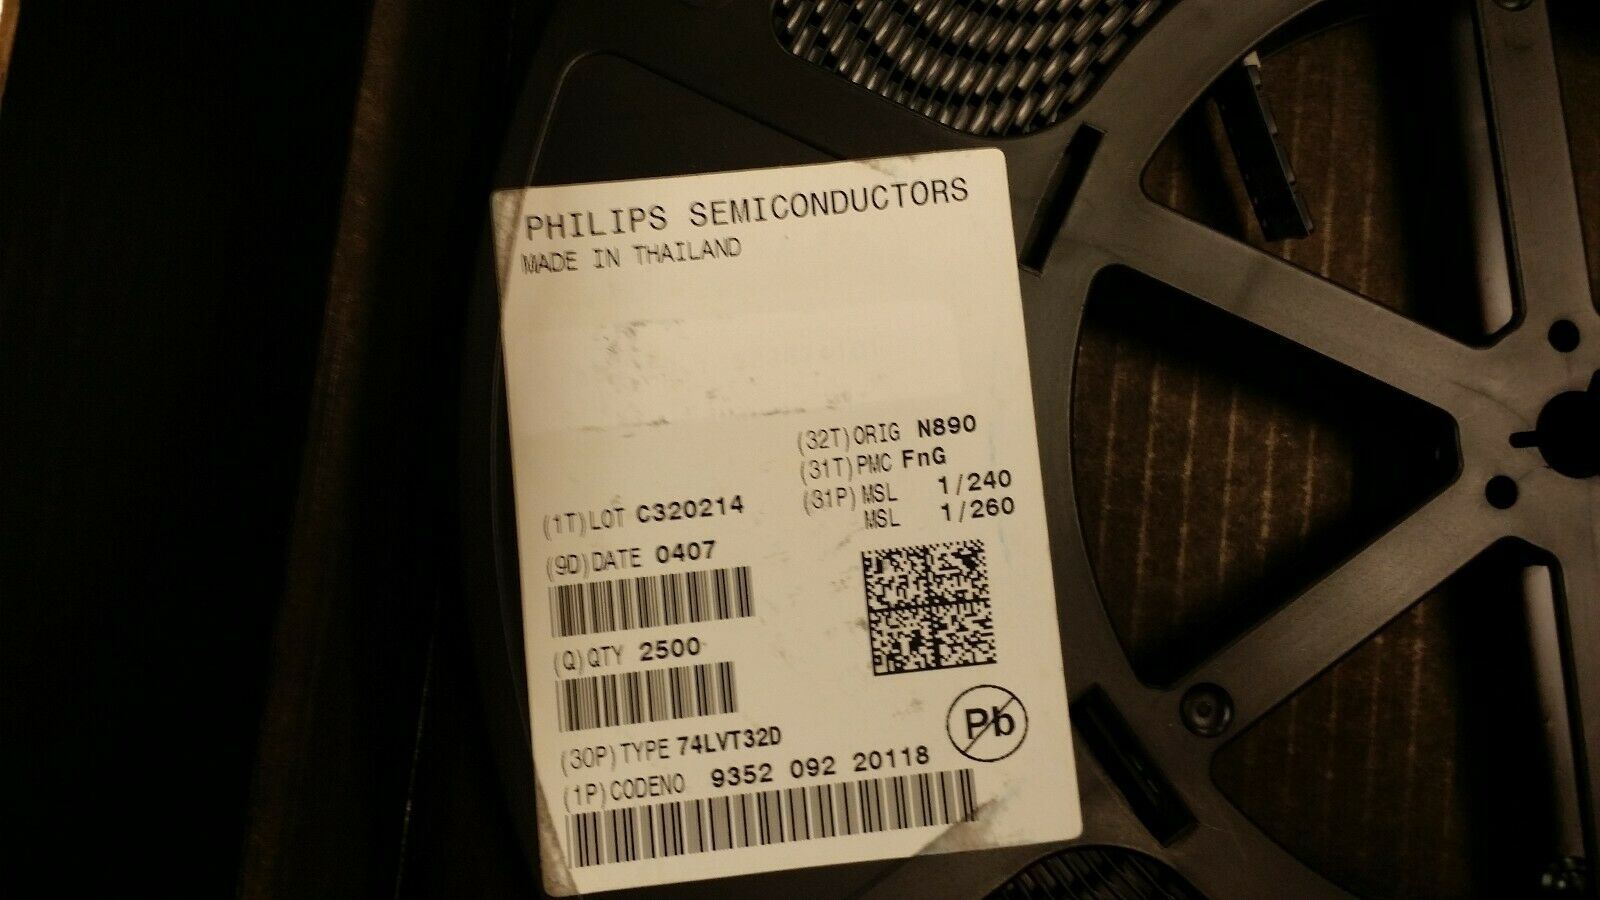 PHILIPS SEMICONDUCTORS
MADE IN THAILAND
(32T)ORIG N890
(31T)PMC FnG
(31P)MSL 1/240
MSL 1/260
(1T)LOT C320214
(9D)DATE 0407
(Q)QTY 2500
(30P)TYPE 74LVT32D
(1P)CODENO 9352 092 20118
Pb